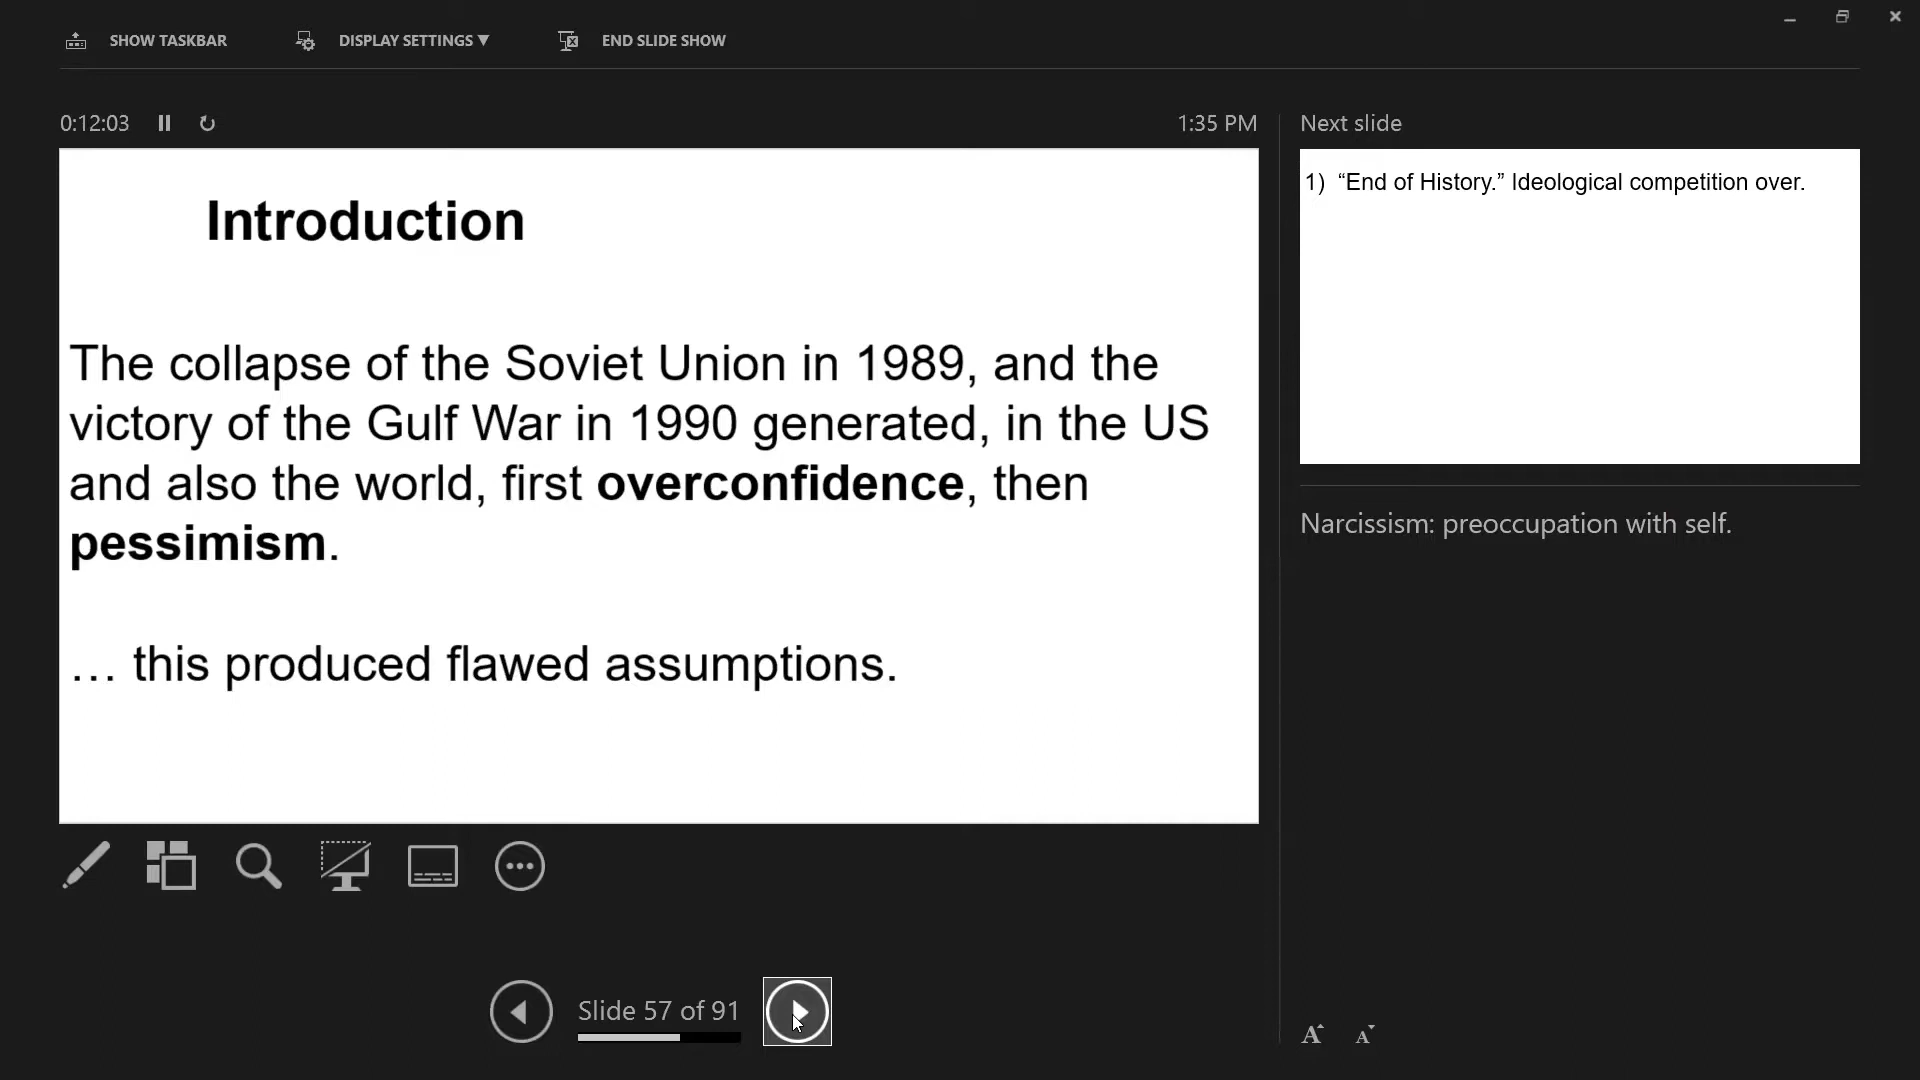 SHOW TASKBAR
DISPLAY SETTINGS ▼
END SLIDE SHOW
0:12:03
1:35 PM
Next slide
Introduction
The collapse of the Soviet Union in 1989, and the
victory of the Gulf War in 1990 generated, in the US
and also the world, first overconfidence, then
pessimism.
… this produced flawed assumptions.
1) “End of History.” Ideological competition over.
Narcissism: preoccupation with self.
Slide 57 of 91
A A